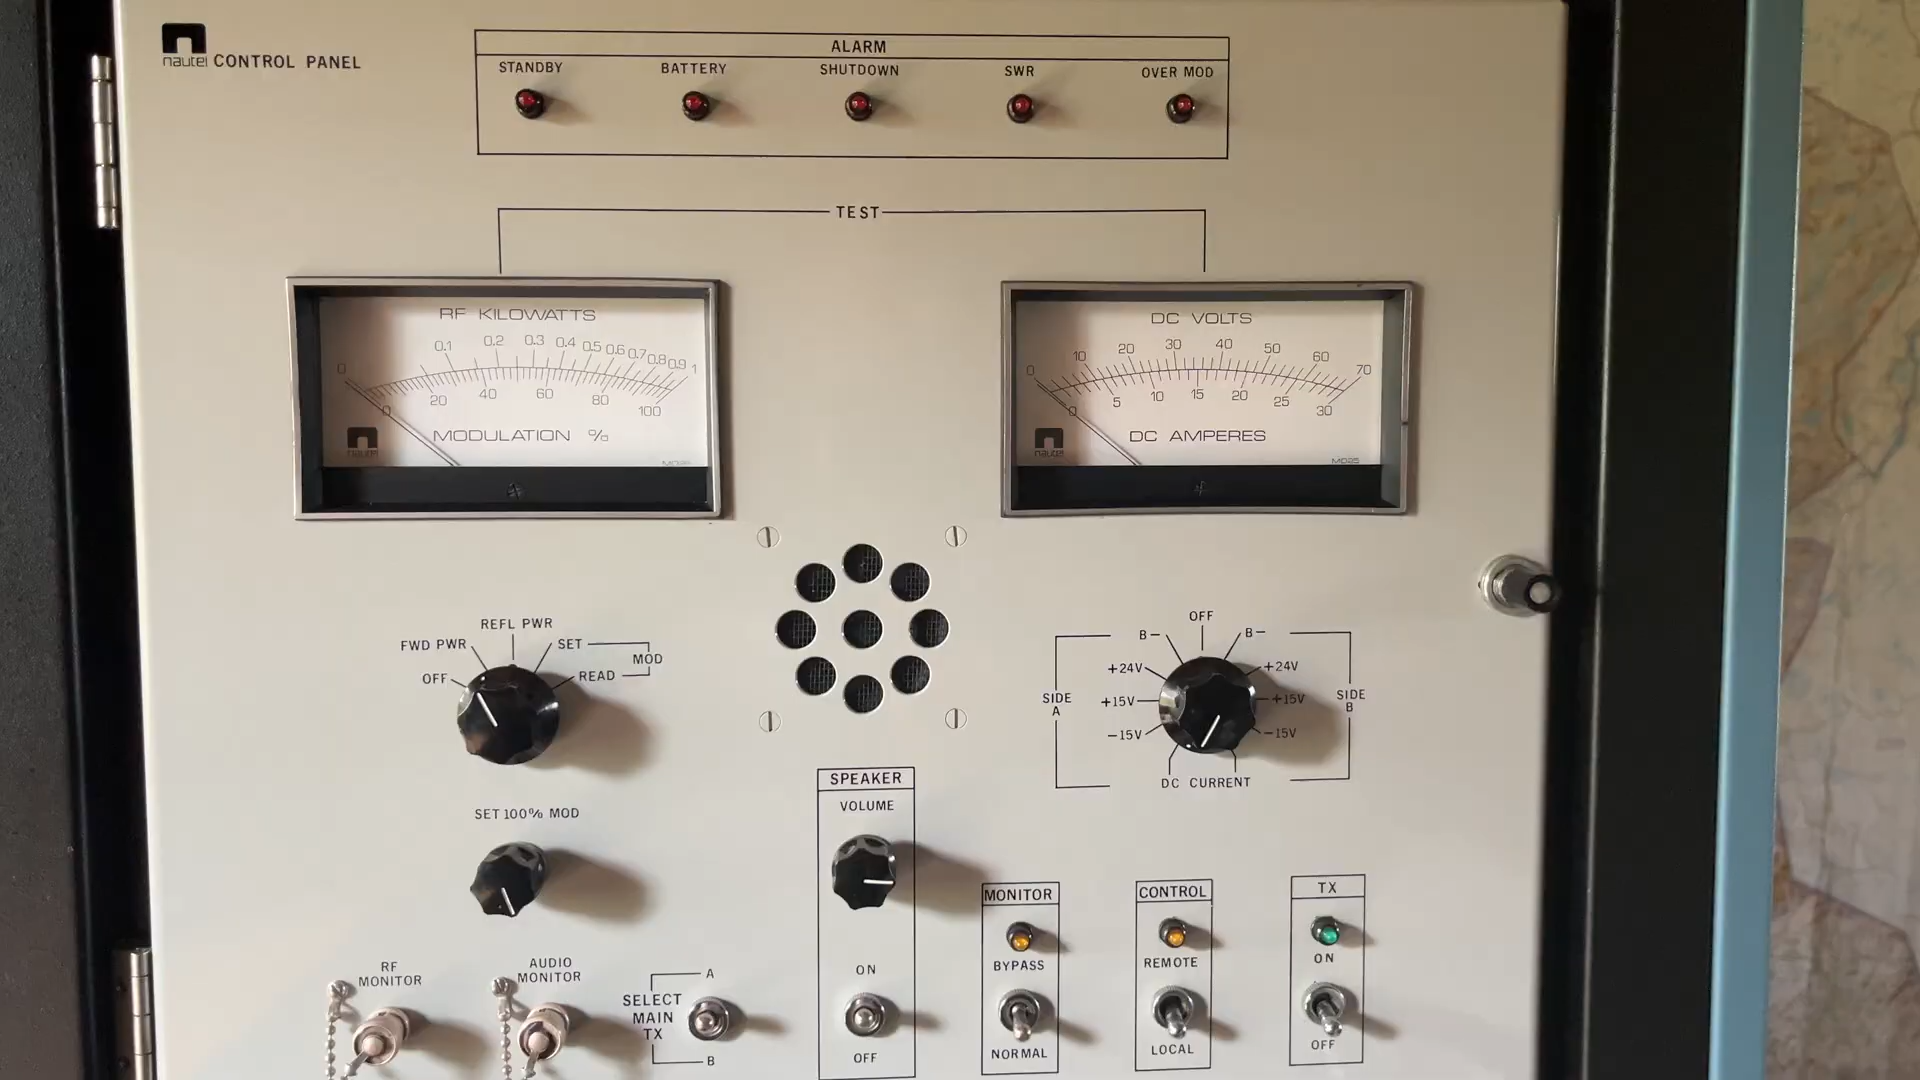 nautel CONTROL PANEL
ALARM
STANDBY BATTERY SHUTDOWN SWR OVER MOD
TEST
RF KILOWATTS
0 0.1 0.2 0.3 0.4 0.5 0.6 0.7 0.8 0.9 1
0 20 40 60 80 100
MODULATION %
nautel
DC VOLTS
0 10 20 30 40 50 60 70
0 5 10 15 20 25 30
DC AMPERES
nautel
OFF
FWD PWR
REFL PWR
SET
READ
MOD
SET 100% MOD
OFF
B- B-
+24V +24V
+15V +15V
-15V -15V
SIDE
A
SIDE
B
DC CURRENT
SPEAKER
VOLUME
ON
OFF
RF
MONITOR
AUDIO
MONITOR
SELECT
MAIN
TX
A
B
MONITOR
BYPASS
NORMAL
CONTROL
REMOTE
LOCAL
TX
ON
OFF